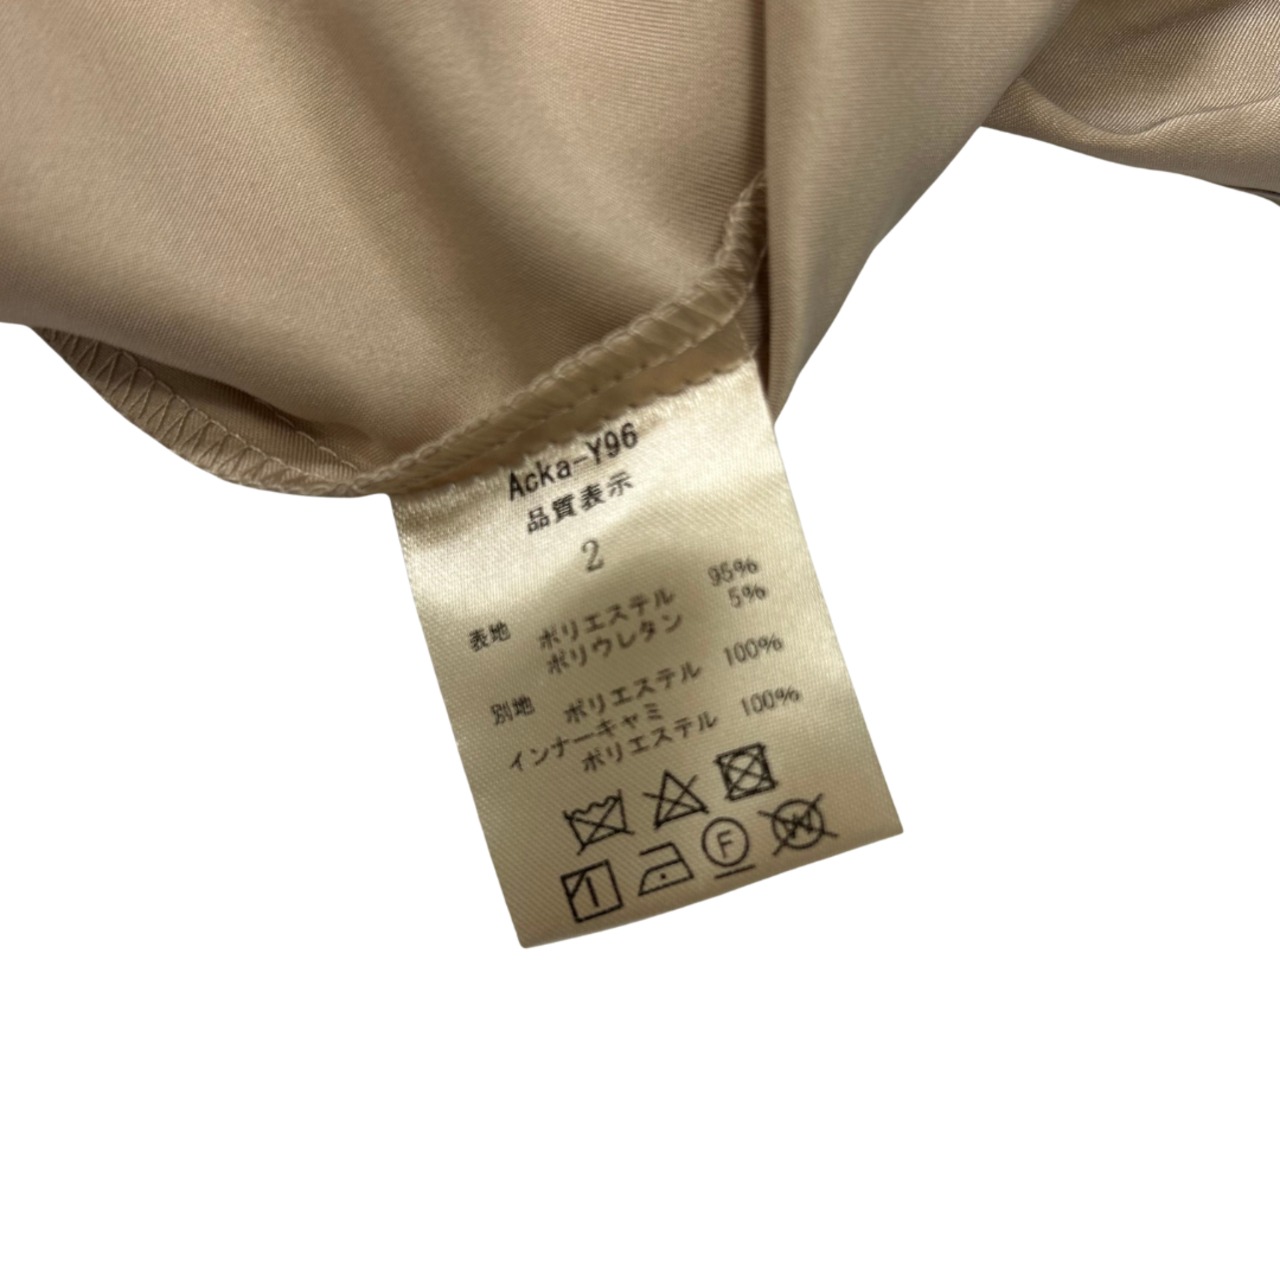 Acka-Y96
品質表示
2
表地 ポリエステル 95%
ポリウレタン 5%
別地 ポリエステル 100%
インナーキャミ
ポリエステル 100%
F W